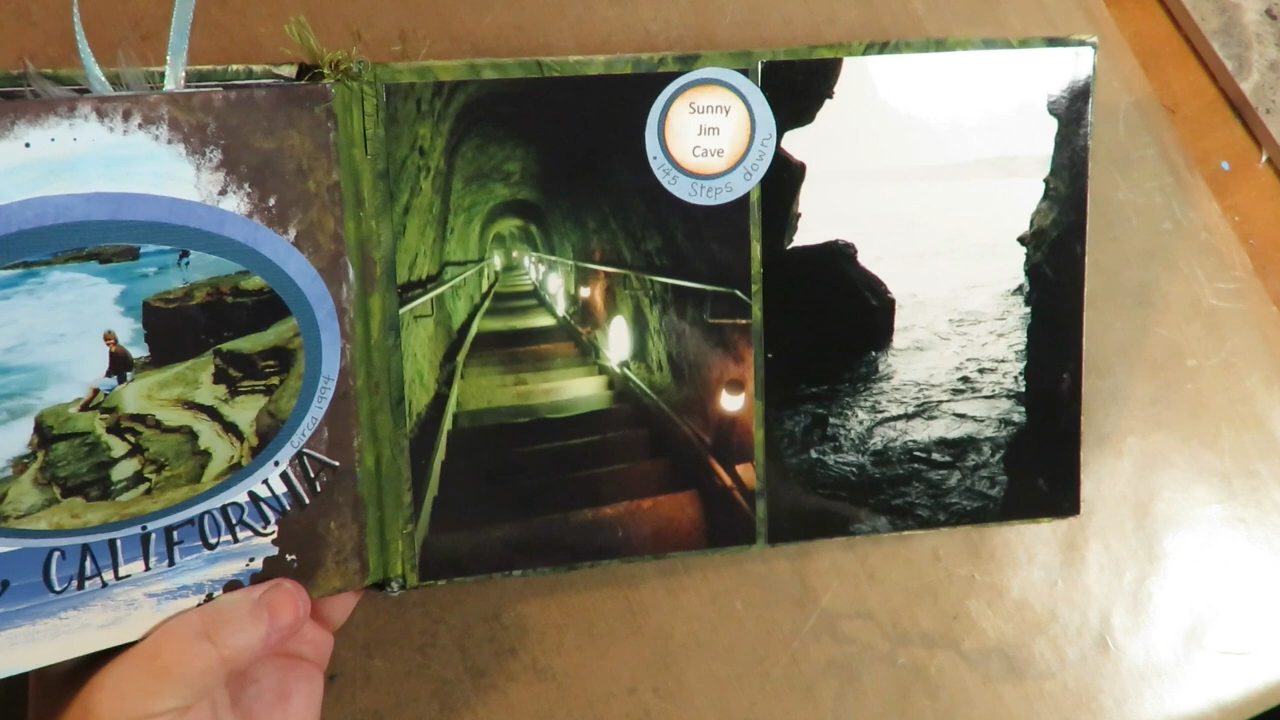 circa 1994
CALiFORNiA
Sunny
Jim
Cave
• 145 Steps down